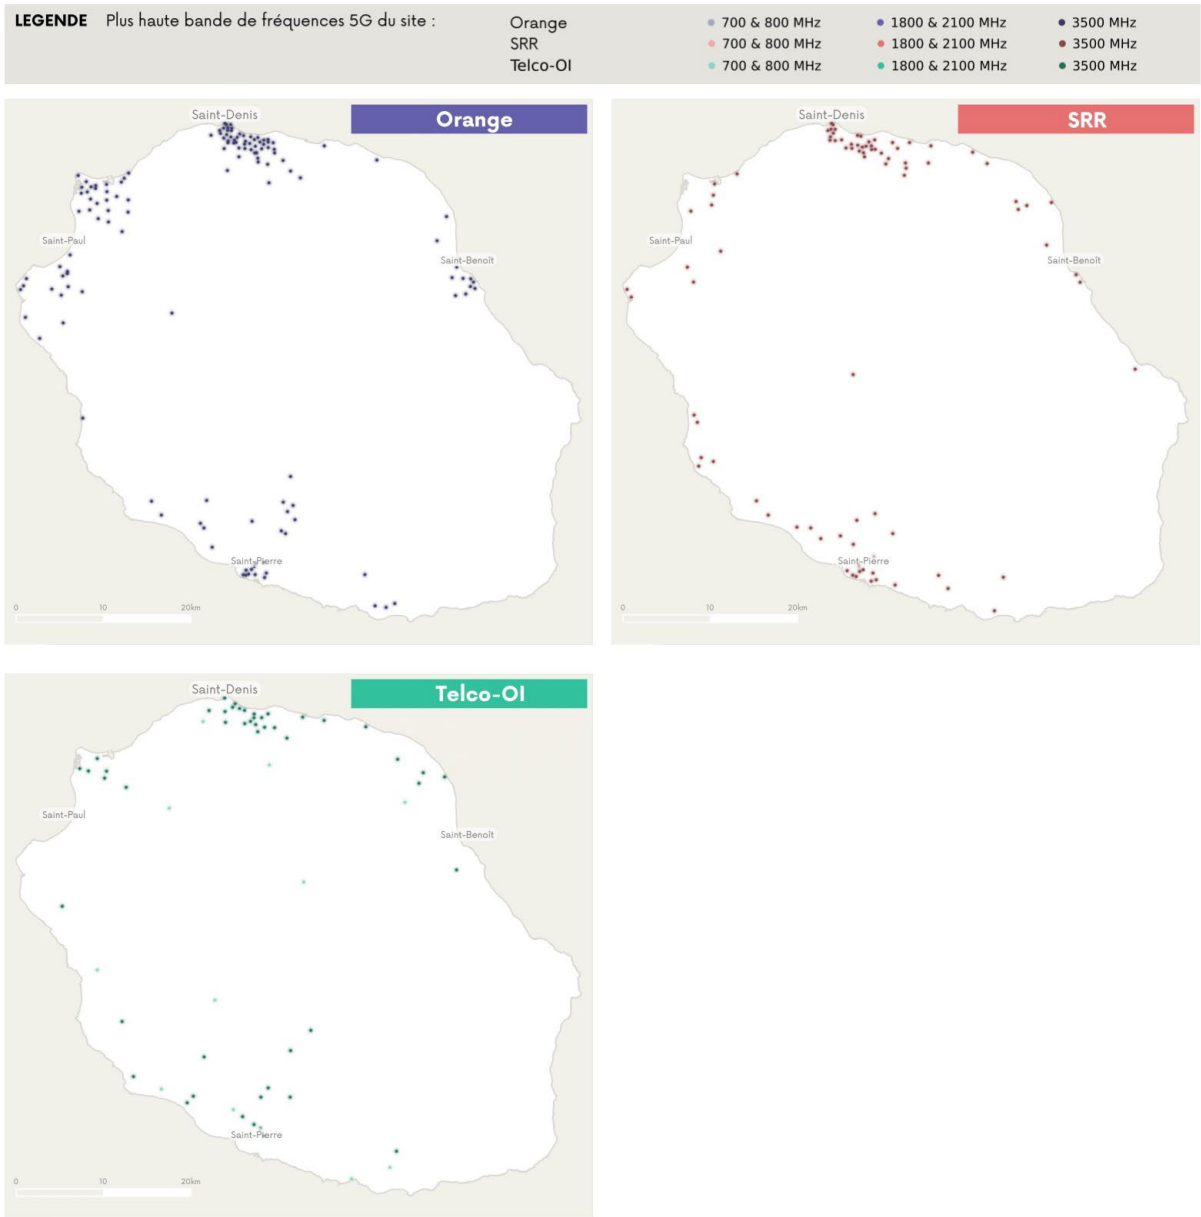 LEGENDE Plus haute bande de fréquences 5G du site :
Orange 700 & 800 MHz 1800 & 2100 MHz 3500 MHz
SRR 700 & 800 MHz 1800 & 2100 MHz 3500 MHz
Telco-OI 700 & 800 MHz 1800 & 2100 MHz 3500 MHz
Orange
Saint-Denis
Saint-Paul
Saint-Benoît
Saint-Pierre
0 10 20km
SRR
Saint-Denis
Saint-Paul
Saint-Benoît
Saint-Pierre
0 10 20km
Telco-OI
Saint-Denis
Saint-Paul
Saint-Benoît
Saint-Pierre
0 10 20km